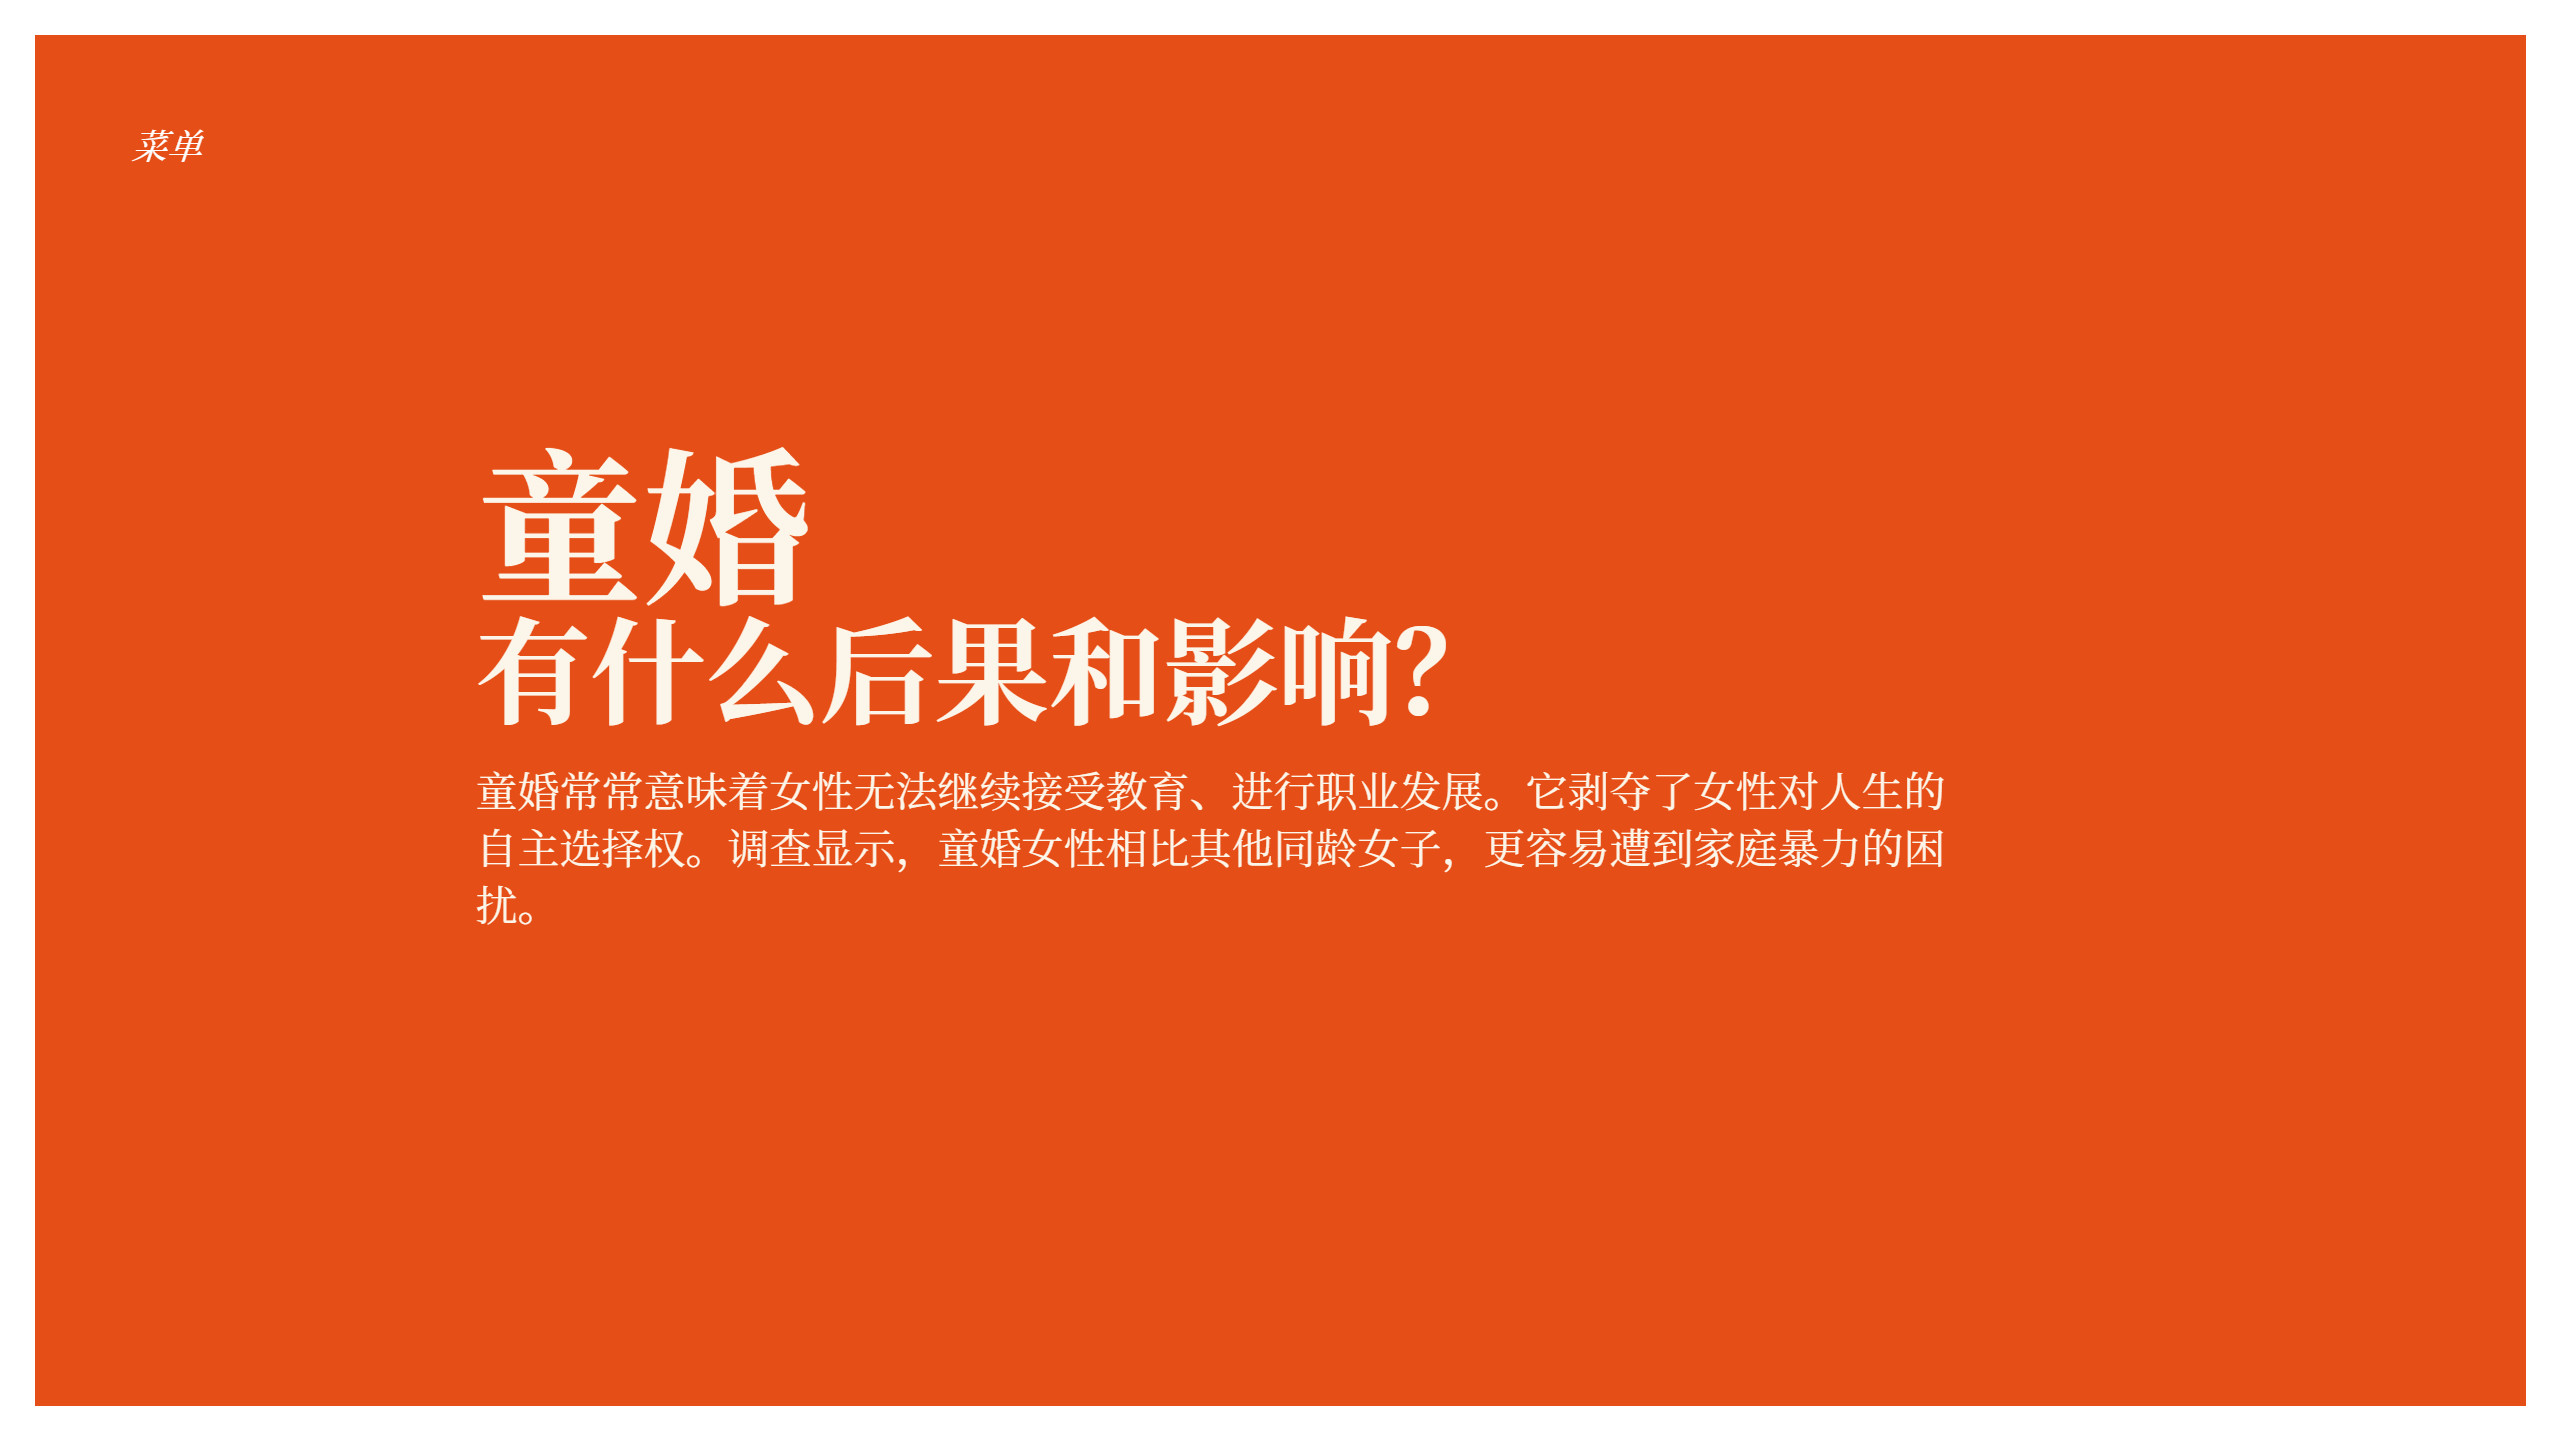 菜单
童婚
有什么后果和影响？
童婚常常意味着女性无法继续接受教育、进行职业发展。它剥夺了女性对人生的
自主选择权。调查显示，童婚女性相比其他同龄女子，更容易遭到家庭暴力的困
扰。